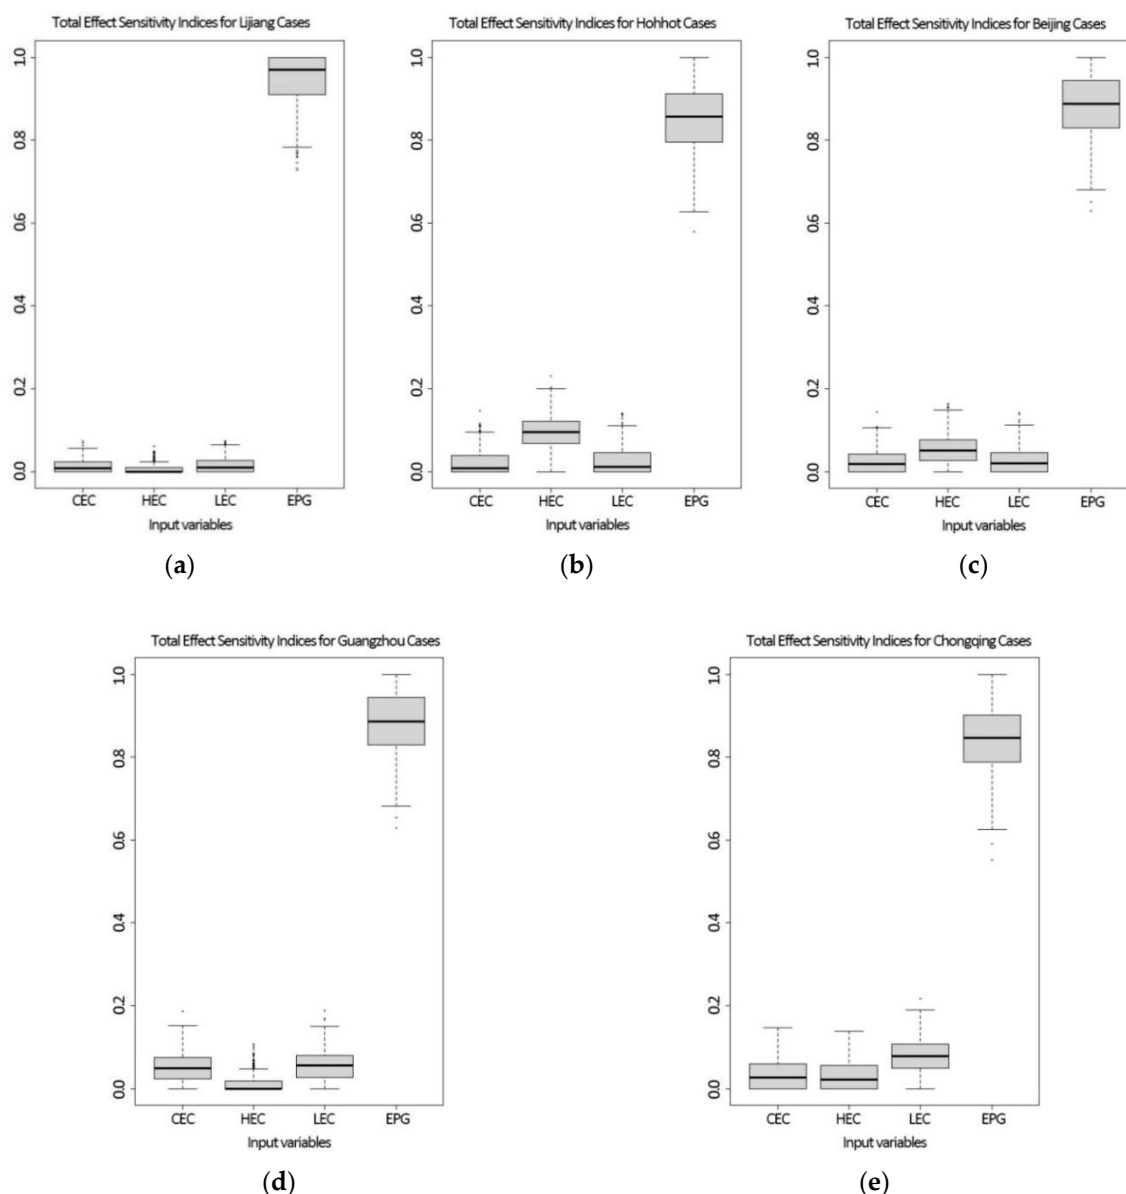 Total Effect Sensitivity Indices for Lijiang Cases
1.0
0.8
0.6
0.4
0.2
0.0
CEC HEC LEC EPG
Input variables
(a)
Total Effect Sensitivity Indices for Hohhot Cases
1.0
0.8
0.6
0.4
0.2
0.0
CEC HEC LEC EPG
Input variables
(b)
Total Effect Sensitivity Indices for Beijing Cases
1.0
0.8
0.6
0.4
0.2
0.0
CEC HEC LEC EPG
Input variables
(c)
Total Effect Sensitivity Indices for Guangzhou Cases
1.0
0.8
0.6
0.4
0.2
0.0
CEC HEC LEC EPG
Input variables
(d)
Total Effect Sensitivity Indices for Chongqing Cases
1.0
0.8
0.6
0.4
0.2
0.0
CEC HEC LEC EPG
Input variables
(e)